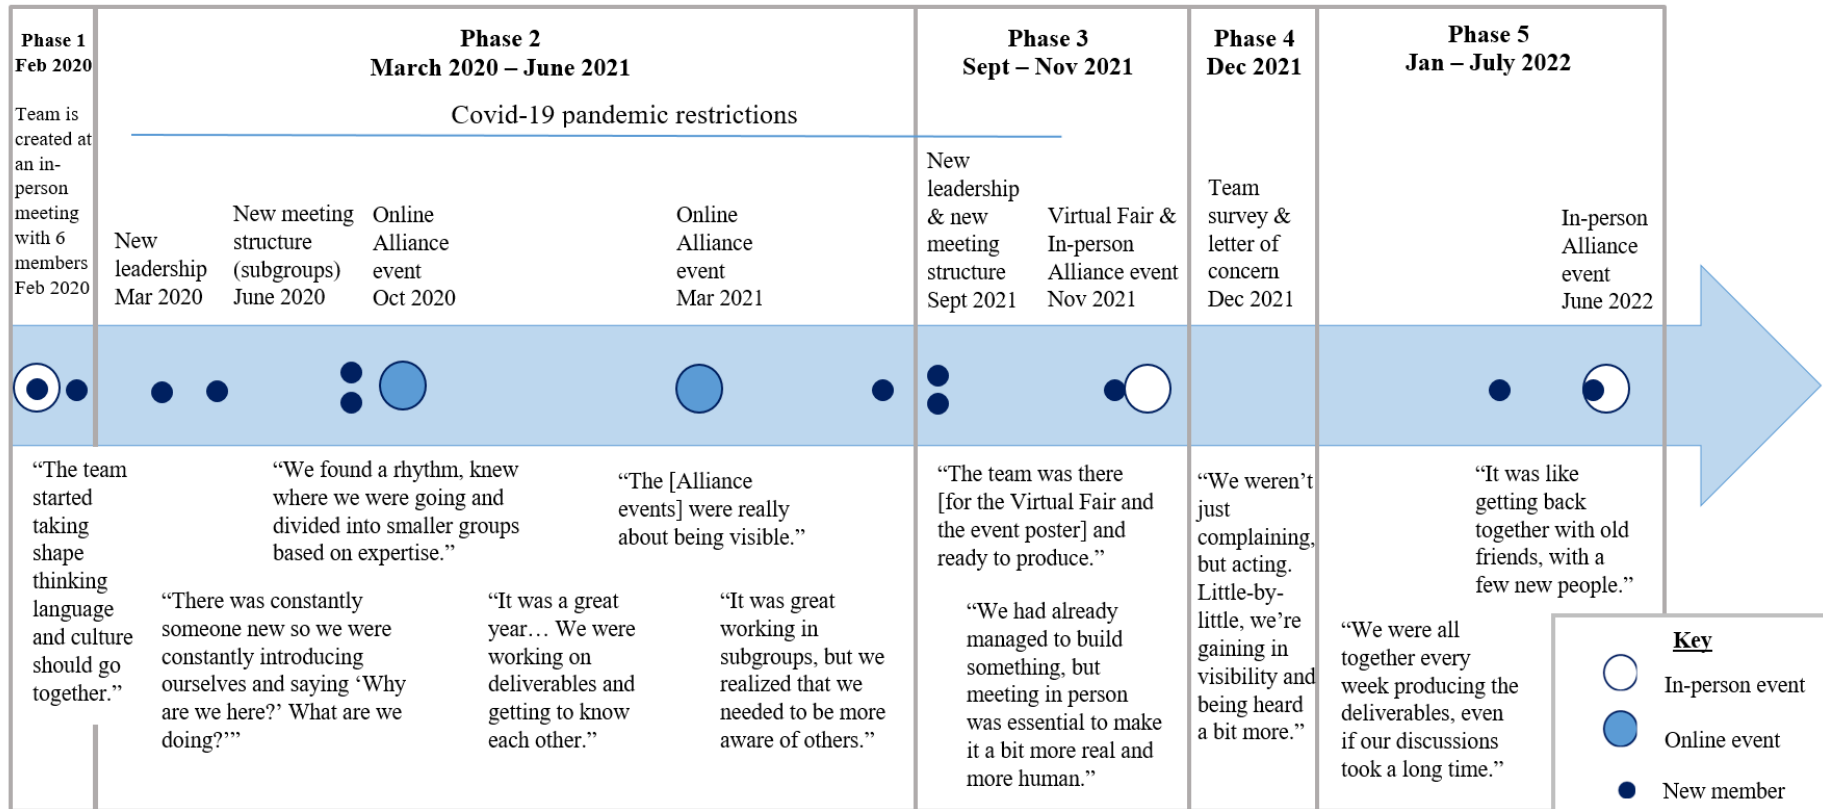 Phase 1
Feb 2020
Team is
created at
an in-
person
meeting
with 6
members
Feb 2020
Phase 2
March 2020 – June 2021
Covid-19 pandemic restrictions
New
leadership
Mar 2020
New meeting
structure
(subgroups)
June 2020
Online
Alliance
event
Oct 2020
Online
Alliance
event
Mar 2021
Phase 3
Sept – Nov 2021
New
leadership
& new
meeting
structure
Sept 2021
Virtual Fair &
In-person
Alliance event
Nov 2021
Phase 4
Dec 2021
Team
survey &
letter of
concern
Dec 2021
Phase 5
Jan – July 2022
In-person
Alliance
event
June 2022
“The team
started
taking
shape
thinking
language
and culture
should go
together.”
“We found a rhythm, knew
where we were going and
divided into smaller groups
based on expertise.”
“There was constantly
someone new so we were
constantly introducing
ourselves and saying ‘Why
are we here?’ What are we
doing?’”
“The [Alliance
events] were really
about being visible.”
“It was a great
year… We were
working on
deliverables and
getting to know
each other.”
“It was great
working in
subgroups, but we
realized that we
needed to be more
aware of others.”
“The team was there
[for the Virtual Fair and
the event poster] and
ready to produce.”
“We had already
managed to build
something, but
meeting in person
was essential to make
it a bit more real and
more human.”
“We weren’t
just
complaining,
but acting.
Little-by-
little, we’re
gaining in
visibility and
being heard
a bit more.”
“It was like
getting back
together with old
friends, with a
few new people.”
“We were all
together every
week producing the
deliverables, even
if our discussions
took a long time.”
Key
In-person event
Online event
New member